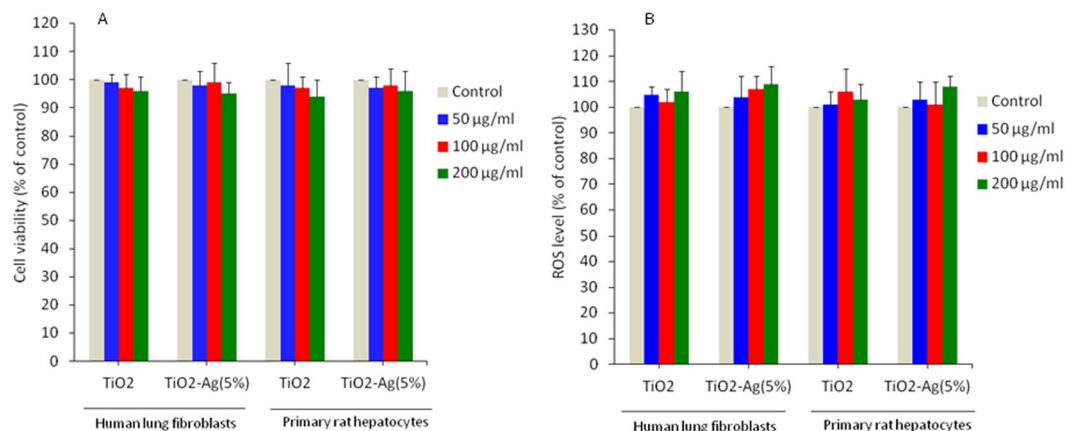 A
Cell viability (% of control)
120
110
100
90
80
70
60
50
40
30
20
10
0
Control
50 µg/ml
100 µg/ml
200 µg/ml
TiO2
TiO2-Ag(5%)
TiO2
TiO2-Ag(5%)
Human lung fibroblasts
Primary rat hepatocytes
B
ROS level (% of control)
130
120
110
100
90
80
70
60
50
40
30
20
10
0
Control
50 µg/ml
100 µg/ml
200 µg/ml
TiO2
TiO2-Ag(5%)
TiO2
TiO2-Ag(5%)
Human lung fibroblasts
Primary rat hepatocytes